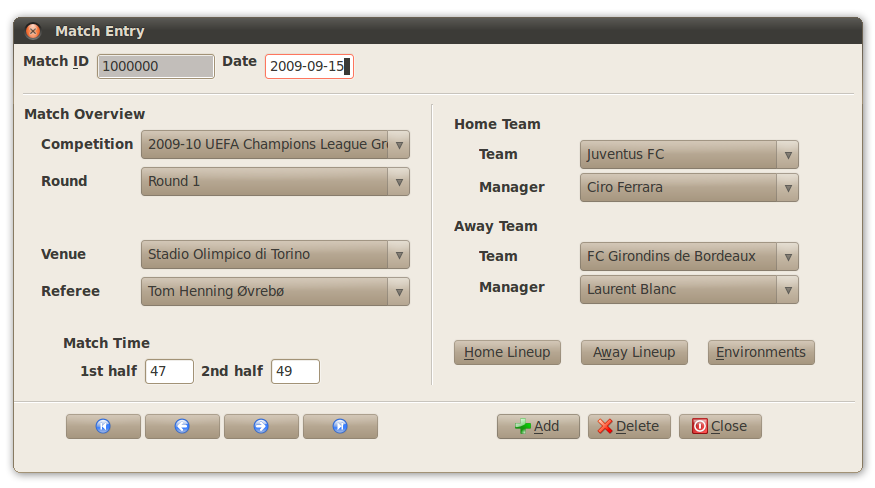 Match Entry
Match ID 1000000 Date 2009-09-15
Match Overview
Competition 2009-10 UEFA Champions League Gr
Round Round 1
Venue Stadio Olimpico di Torino
Referee Tom Henning Øvrebø
Match Time
1st half 47 2nd half 49
Home Team
Team Juventus FC
Manager Ciro Ferrara
Away Team
Team FC Girondins de Bordeaux
Manager Laurent Blanc
Home Lineup Away Lineup Environments
Add Delete Close